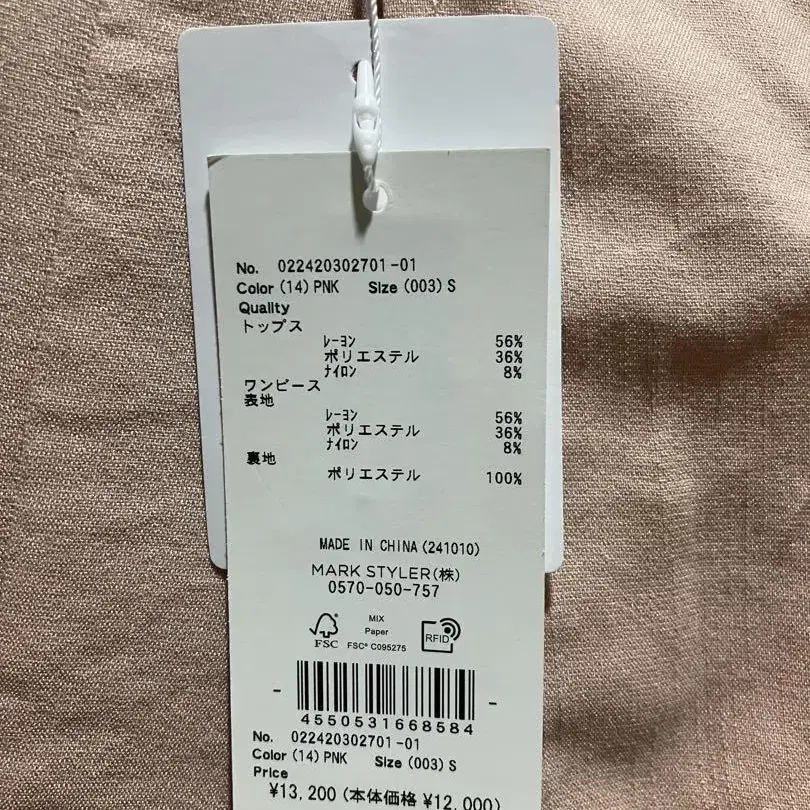 No. 022420302701-01
Color (14) PNK Size (003) S
Quality
トップス
ﾚｰﾖﾝ 56%
ポリエステル 36%
ﾅｲﾛﾝ 8%
ワンピース
表地
ﾚｰﾖﾝ 56%
ポリエステル 36%
ﾅｲﾛﾝ 8%
裏地
ポリエステル 100%
MADE IN CHINA (241010)
MARK STYLER(株)
0570-050-757
FSC
MIX
Paper
FSC® C095275
RFID
4550531668584
No. 022420302701-01
Color (14) PNK Size (003) S
Price
¥13,200 (本体価格 ¥12,000)